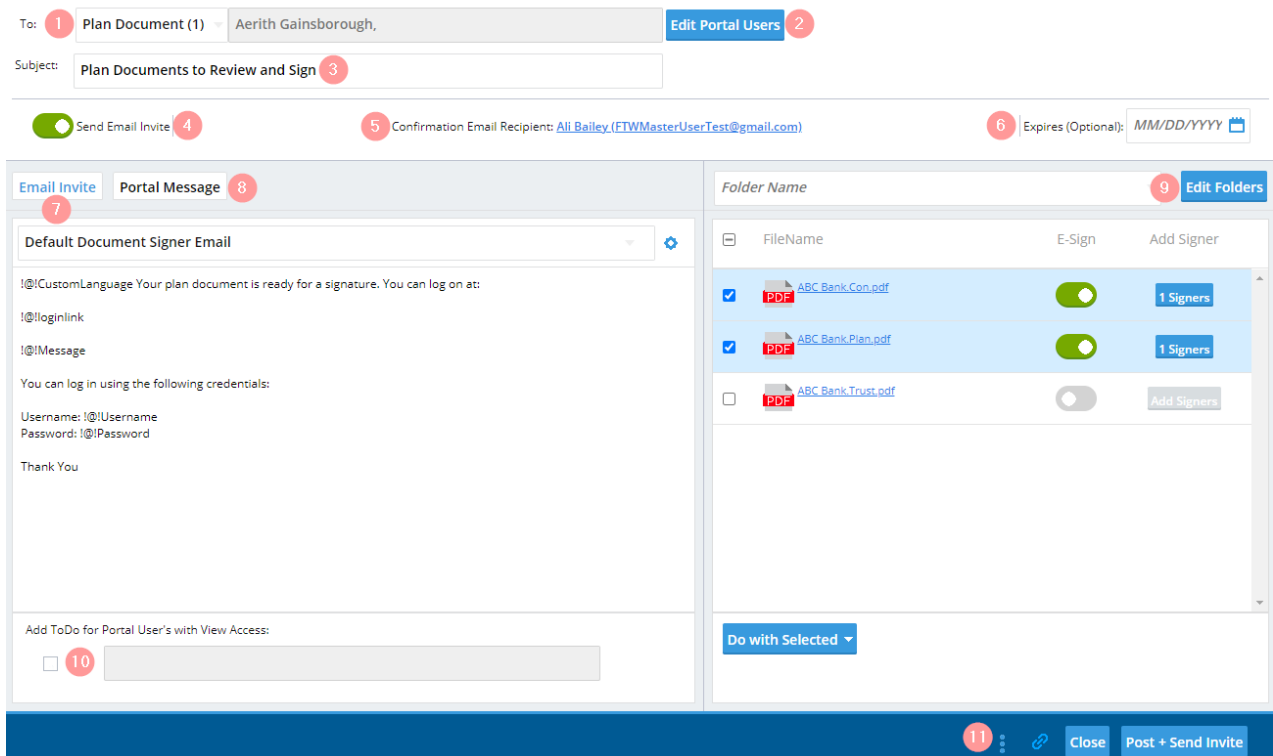 To: 1 Plan Document (1) Aerith Gainsborough, Edit Portal Users 2
Subject: Plan Documents to Review and Sign 3
Send Email Invite 4 5 Confirmation Email Recipient: Ali Bailey (FTWMasterUserTest@gmail.com) 6 Expires (Optional): MM/DD/YYYY
Email Invite Portal Message 8
7
Folder Name 9 Edit Folders
Default Document Signer Email
!@!CustomLanguage Your plan document is ready for a signature. You can log on at:
!@!loginlink
!@!Message
You can log in using the following credentials:
Username: !@!Username
Password: !@!Password
Thank You
FileName E-Sign Add Signer
PDF ABC Bank.Con.pdf 1 Signers
PDF ABC Bank.Plan.pdf 1 Signers
PDF ABC Bank.Trust.pdf Add Signers
Add ToDo for Portal User's with View Access:
10
Do with Selected
11 Close Post + Send Invite